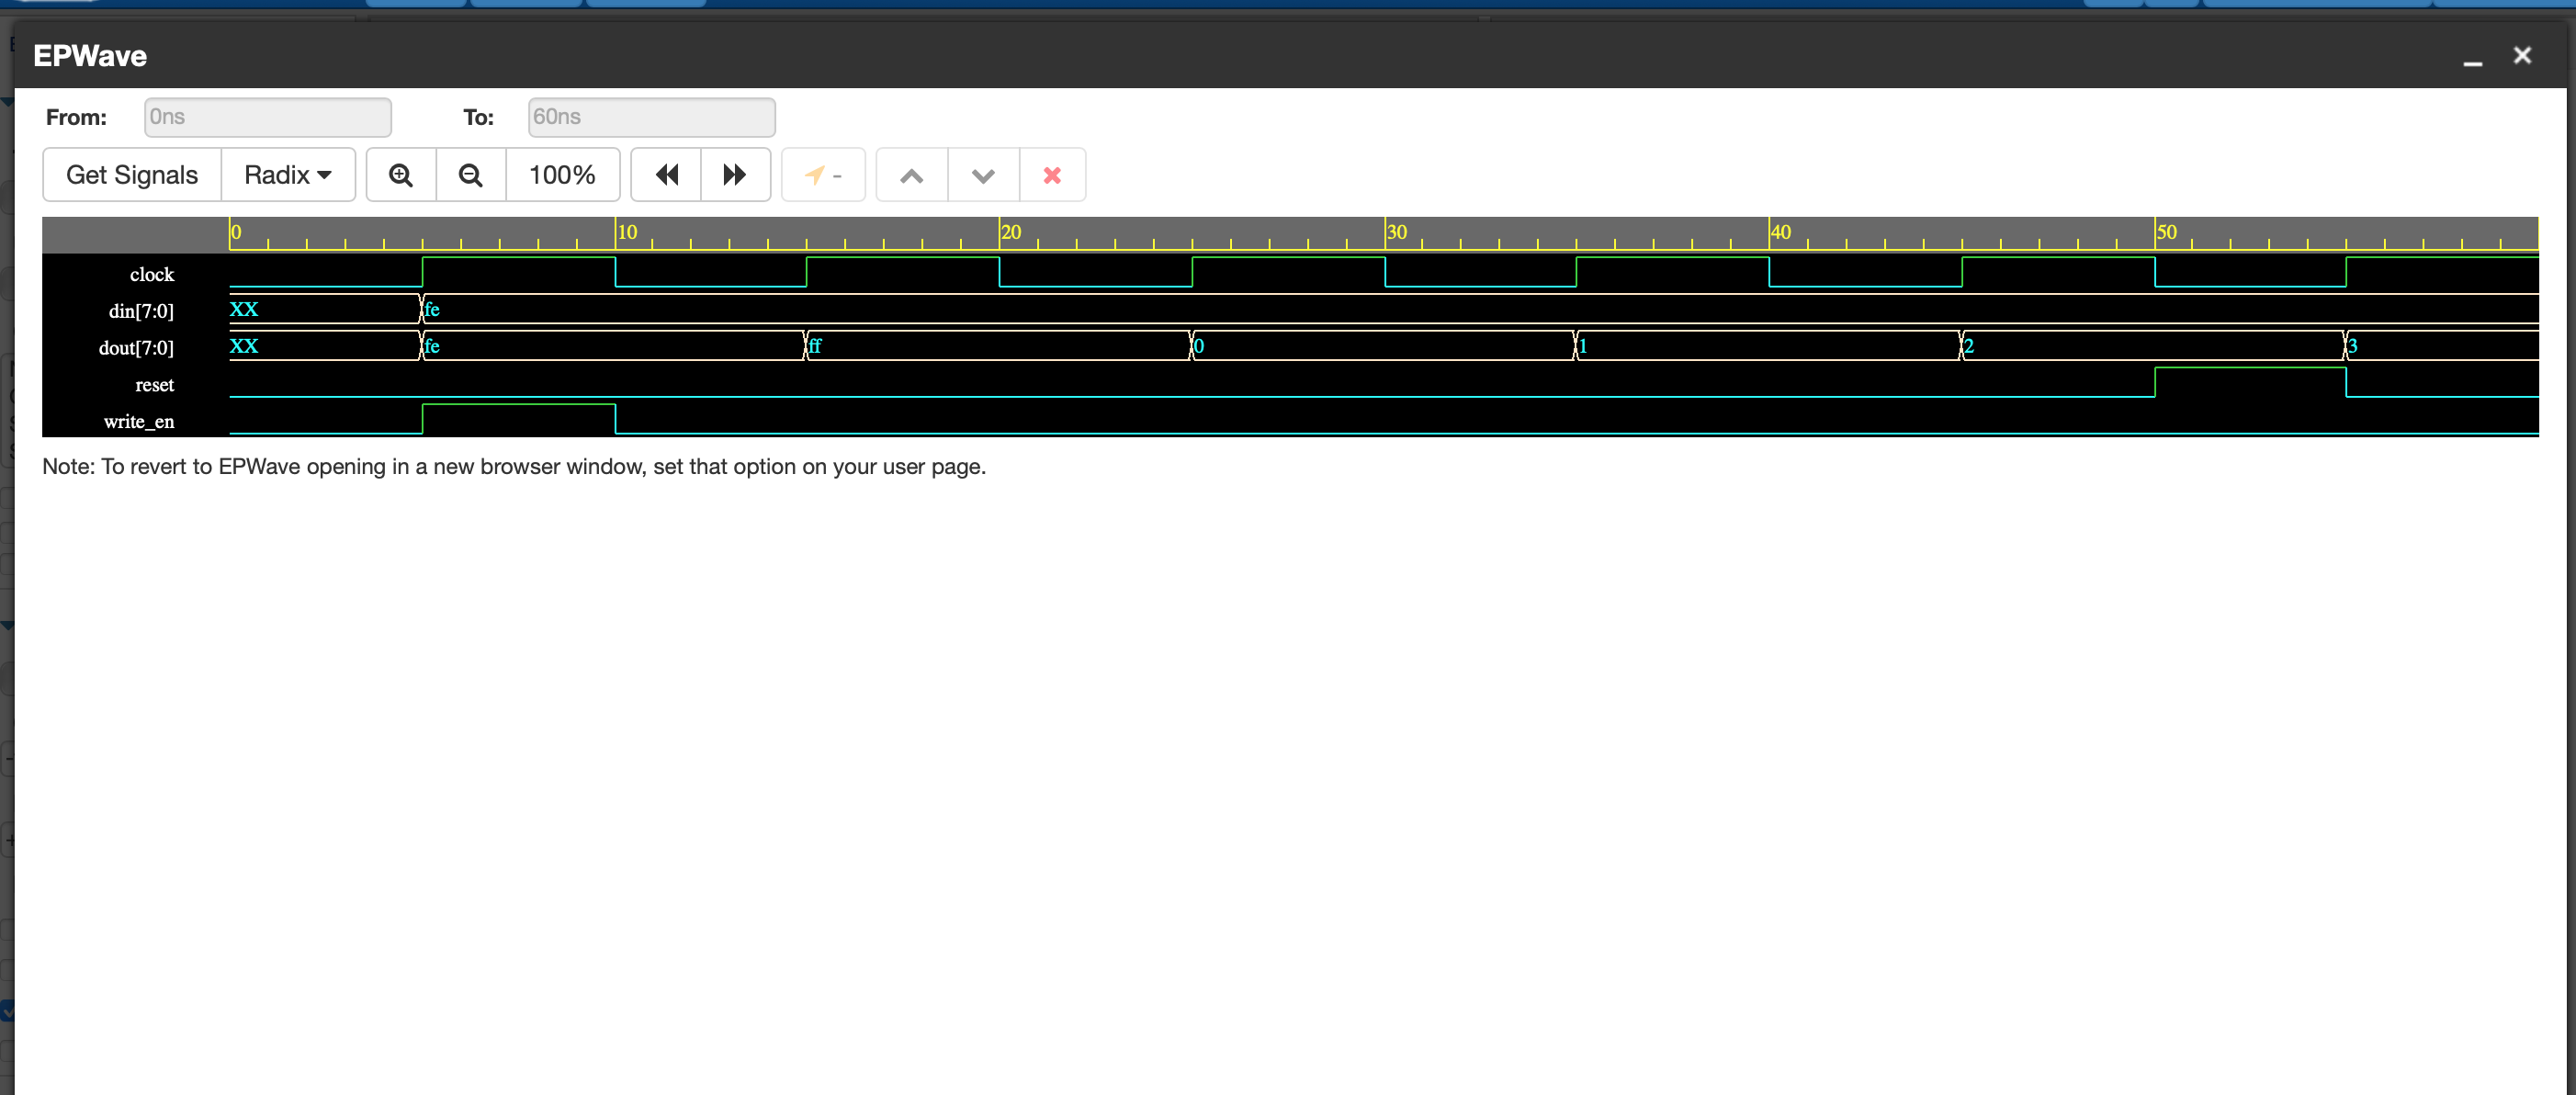 EPWave
From: 0ns To: 60ns
Get Signals Radix 100% -
0 10 20 30 40 50
clock
din[7:0] XX fe
dout[7:0] XX fe ff 0 1 2 3
reset
write_en
Note: To revert to EPWave opening in a new browser window, set that option on your user page.